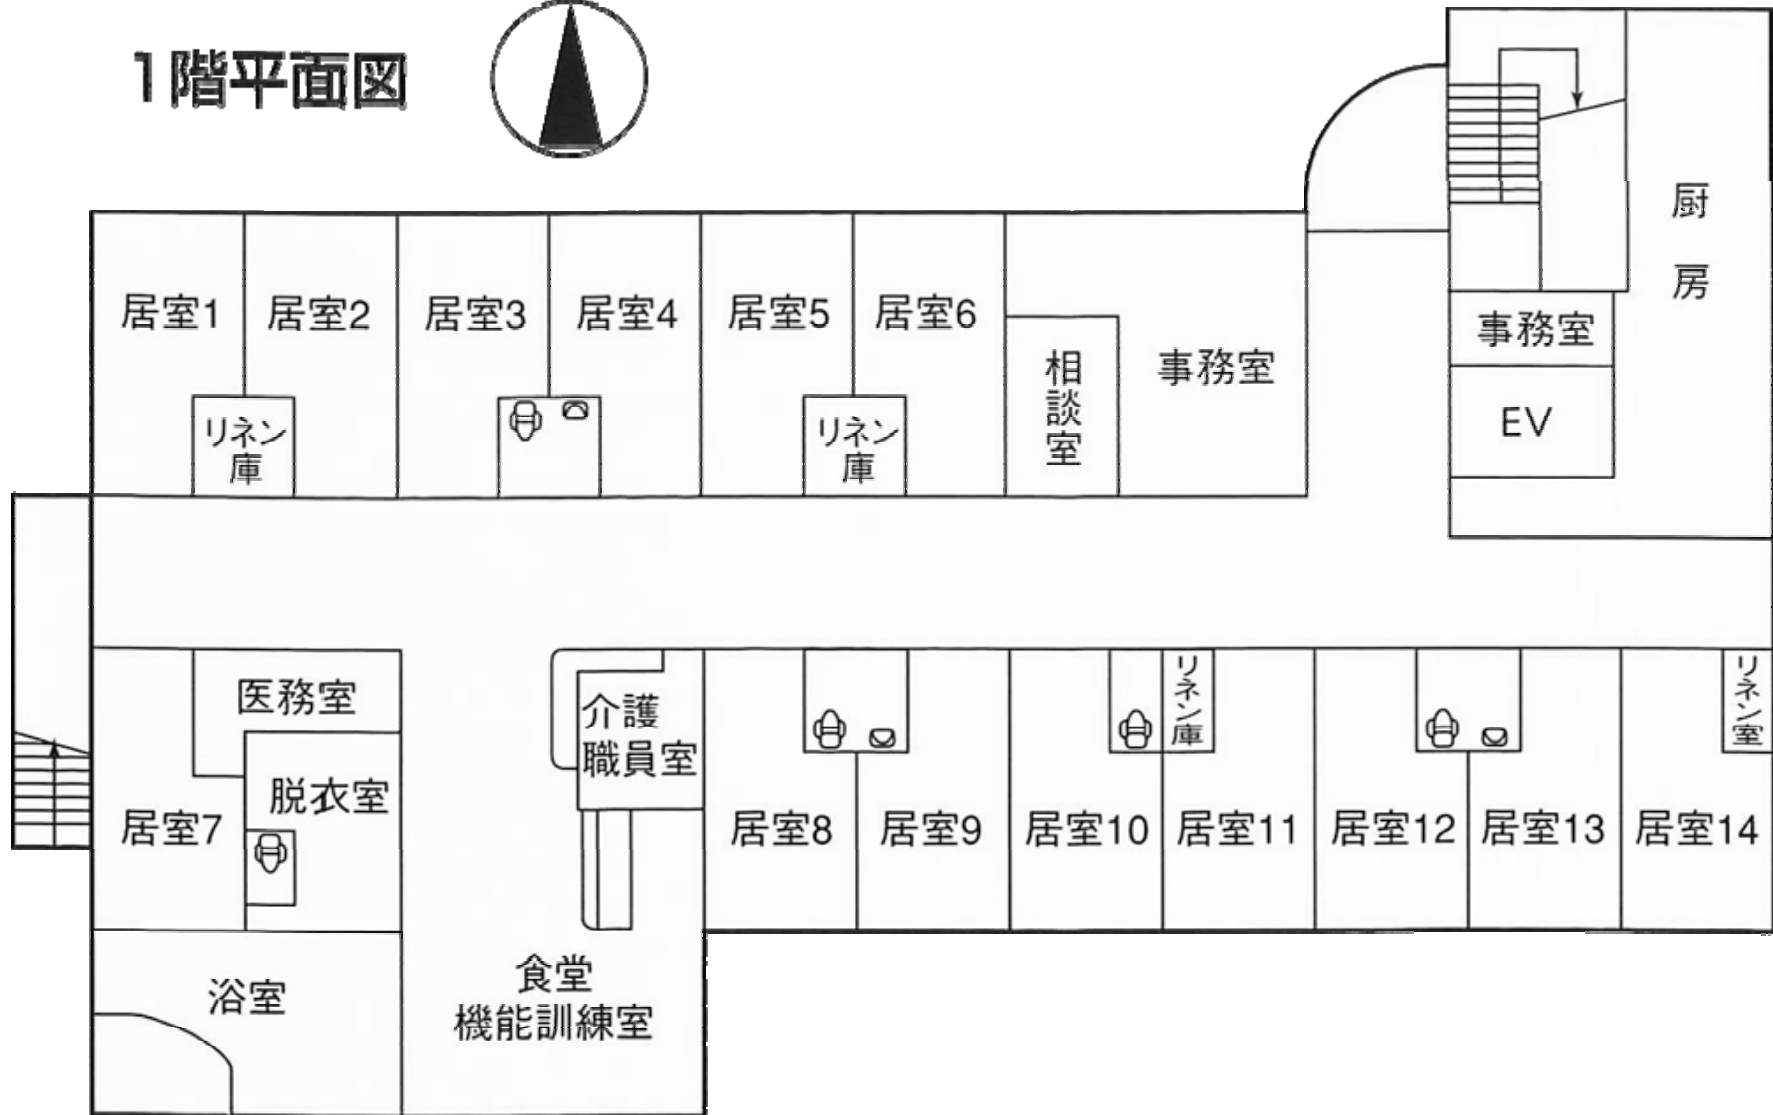 1階平面図
厨房
居室1
居室2
居室3
居室4
居室5
居室6
相談室
事務室
事務室
EV
リネン
庫
リネン
庫
医務室
脱衣室
居室7
介護
職員室
リネン庫
リネン室
居室8
居室9
居室10
居室11
居室12
居室13
居室14
浴室
食堂
機能訓練室